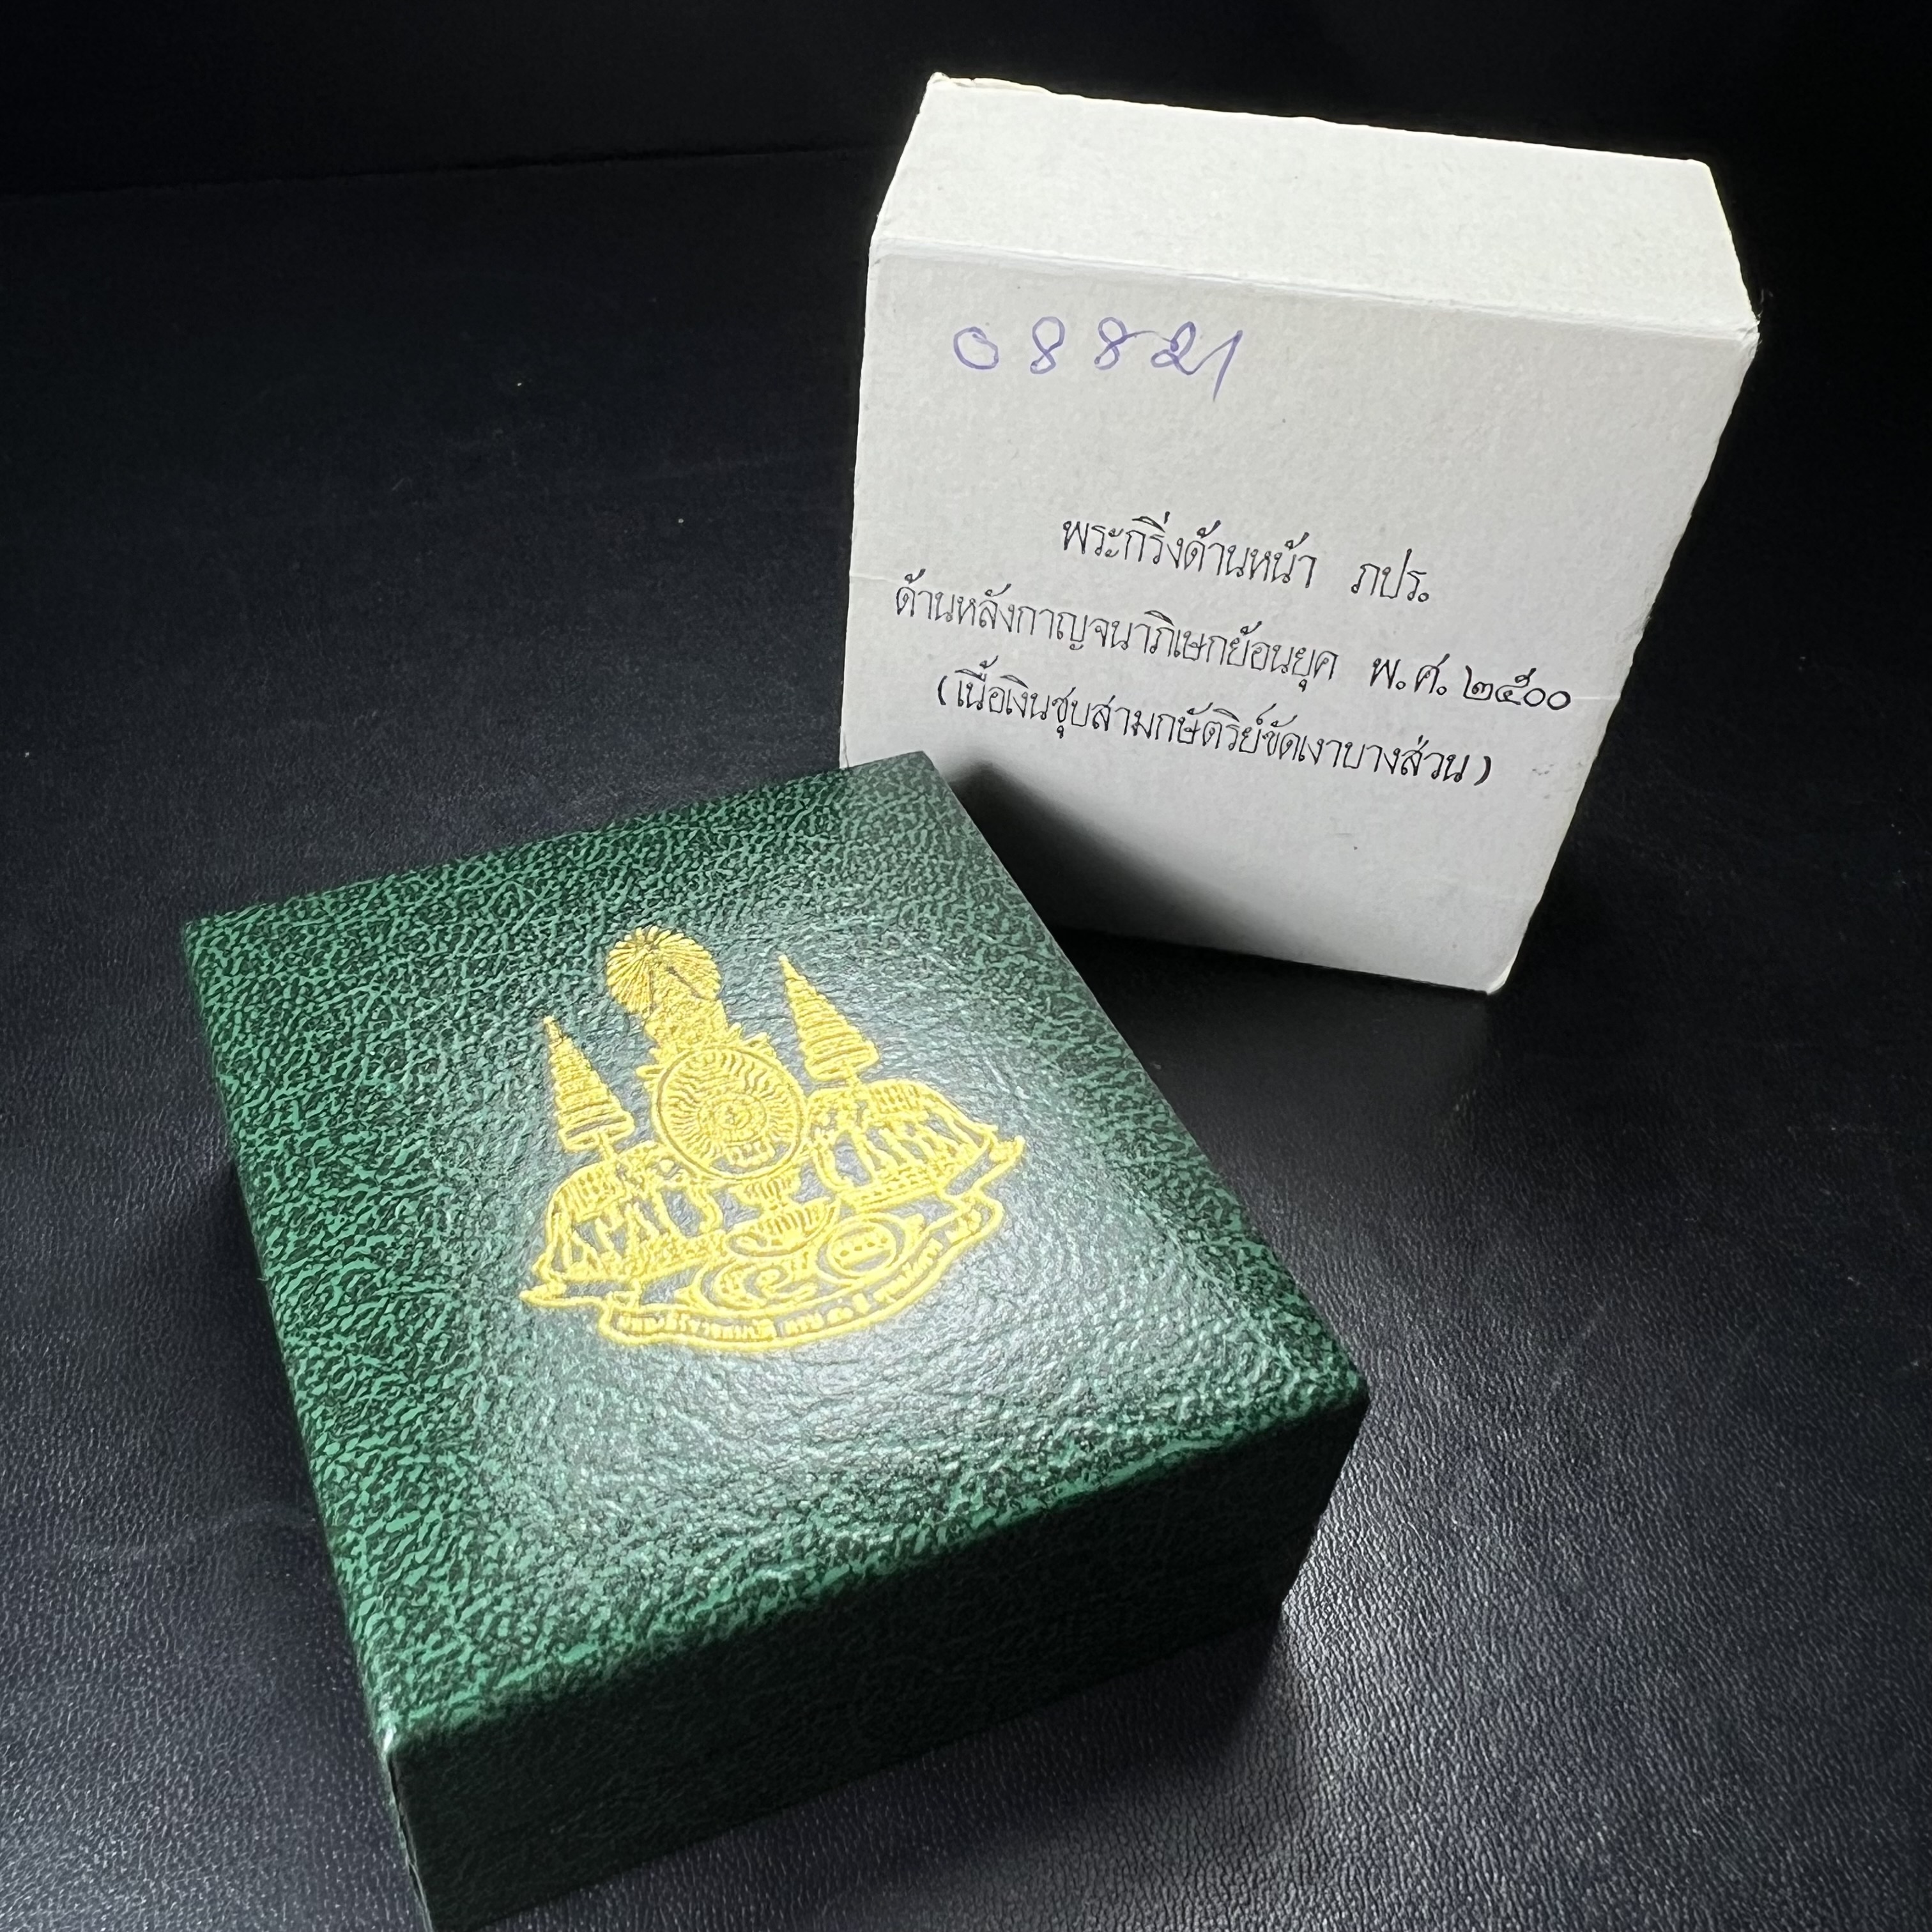 08821
พระกริ่งด้านหน้า ภปร.
ด้านหลังกาญจนาภิเษกย้อนยุค พ.ศ. ๒๕๐๐
(เนื้อเงินชุบสามกษัตริย์ขัดเงาบางส่วน)